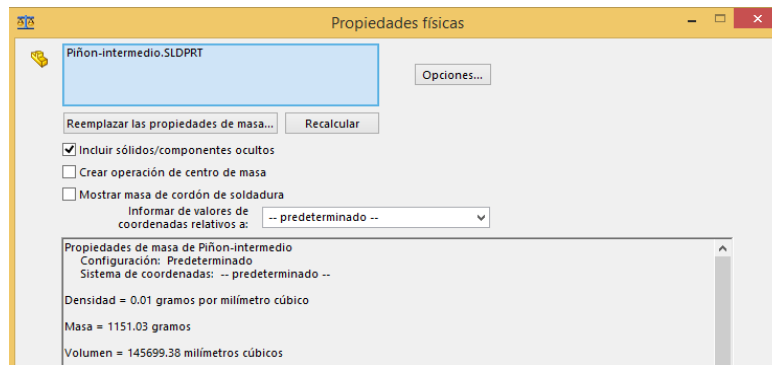 Propiedades físicas
Piñon-intermedio.SLDPRT
Opciones...
Reemplazar las propiedades de masa...
Recalcular
Incluir sólidos/componentes ocultos
Crear operación de centro de masa
Mostrar masa de cordón de soldadura
Informar de valores de
coordenadas relativos a:
-- predeterminado --
Propiedades de masa de Piñon-intermedio
Configuración: Predeterminado
Sistema de coordenadas: -- predeterminado --
Densidad = 0.01 gramos por milímetro cúbico
Masa = 1151.03 gramos
Volumen = 145699.38 milímetros cúbicos